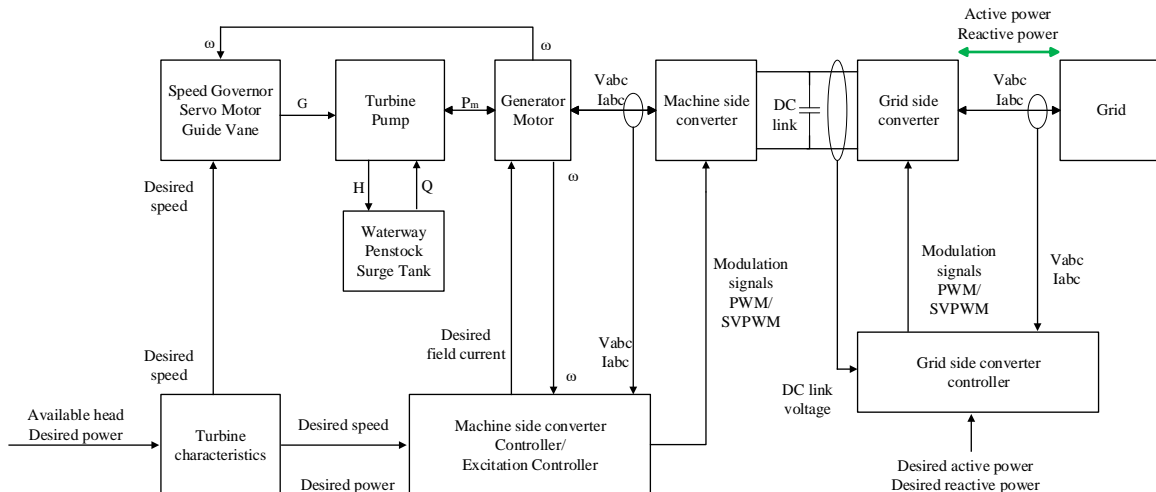 Active power
Reactive power
ω
ω
Speed Governor
Servo Motor
Guide Vane
G
Turbine
Pump
Pm
Generator
Motor
Vabc
Iabc
Machine side
converter
DC
link
Grid side
converter
Vabc
Iabc
Grid
Desired
speed
H
Q
ω
Waterway
Penstock
Surge Tank
Modulation
signals
PWM/
SVPWM
Modulation
signals
PWM/
SVPWM
Vabc
Iabc
Desired
speed
Desired
field current
Vabc
Iabc
ω
DC link
voltage
Grid side converter
controller
Available head
Desired power
Turbine
characteristics
Desired speed
Desired power
Machine side converter
Controller/
Excitation Controller
Desired active power
Desired reactive power